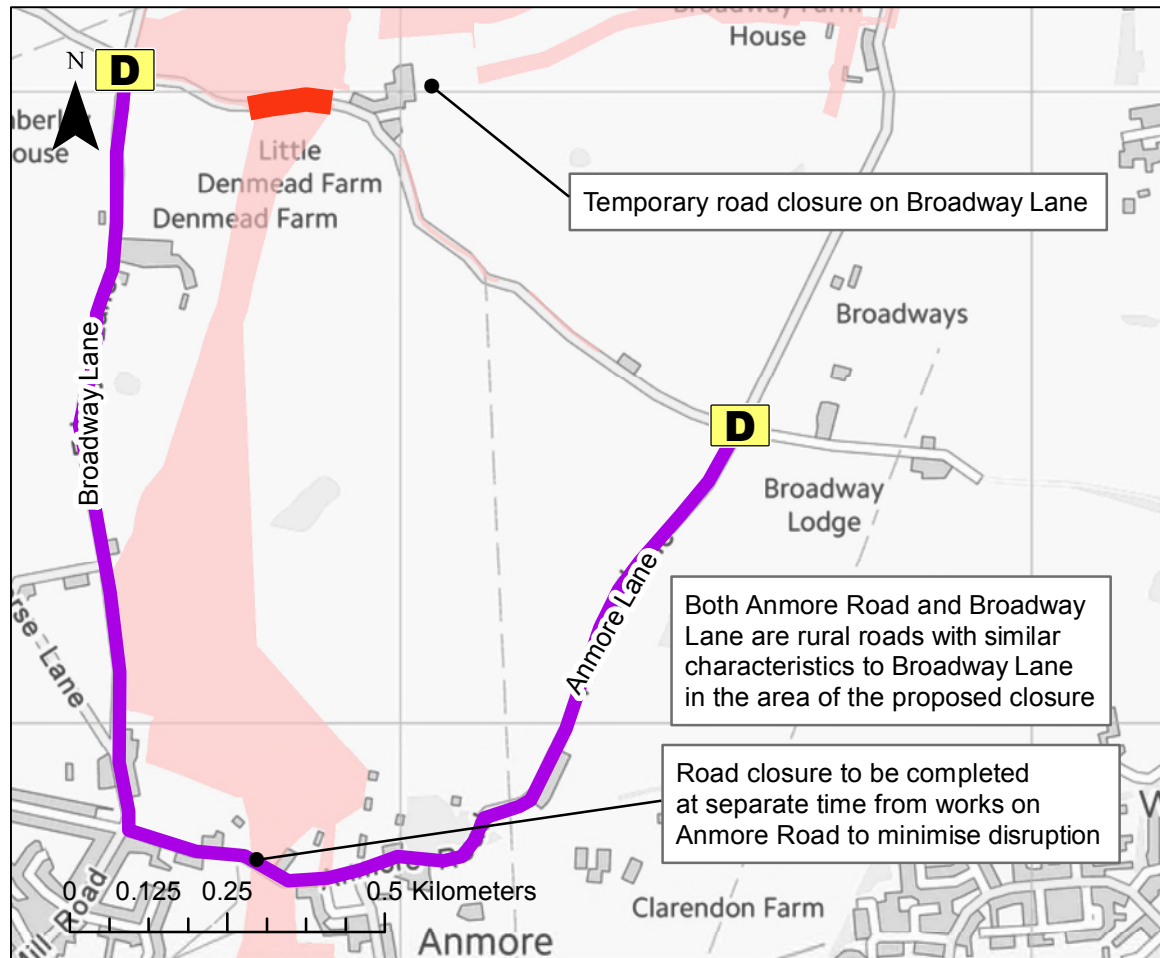 House
N
D
Little
Denmead Farm
Denmead Farm
Temporary road closure on Broadway Lane
Broadways
Broadway Lane
D
Broadway
Lodge
Anmore Lane
Both Anmore Road and Broadway
Lane are rural roads with similar
characteristics to Broadway Lane
in the area of the proposed closure
Lane
Road closure to be completed
at separate time from works on
Anmore Road to minimise disruption
0 0.125 0.25 0.5 Kilometers
Road
Clarendon Farm
Anmore